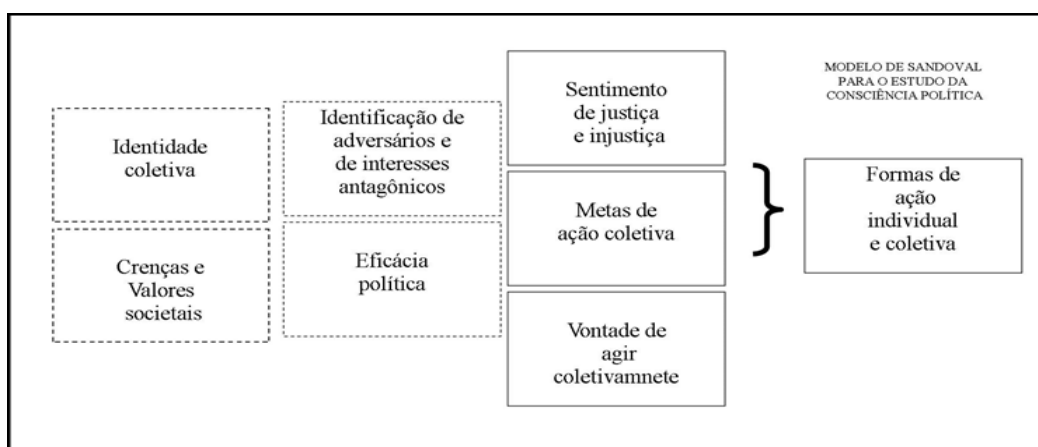 MODELO DE SANDOVAL
PARA O ESTUDO DA
CONSCIÊNCIA POLÍTICA
Identidade
coletiva
Crenças e
Valores
societais
Identificação de
adversários e
de interesses
antagônicos
Eficácia
política
Sentimento
de justiça
e injustiça
Metas de
ação coletiva
Vontade de
agir
coletivamnete
Formas de
ação
individual
e coletiva